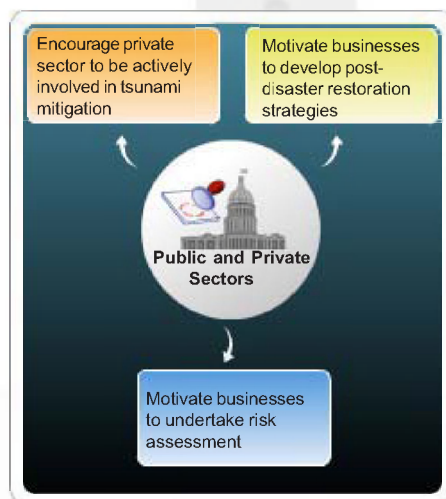 Encourage private
sector to be actively
involved in tsunami
mitigation
Motivate businesses
to develop post-
disaster restoration
strategies
Public and Private
Sectors
Motivate businesses
to undertake risk
assessment